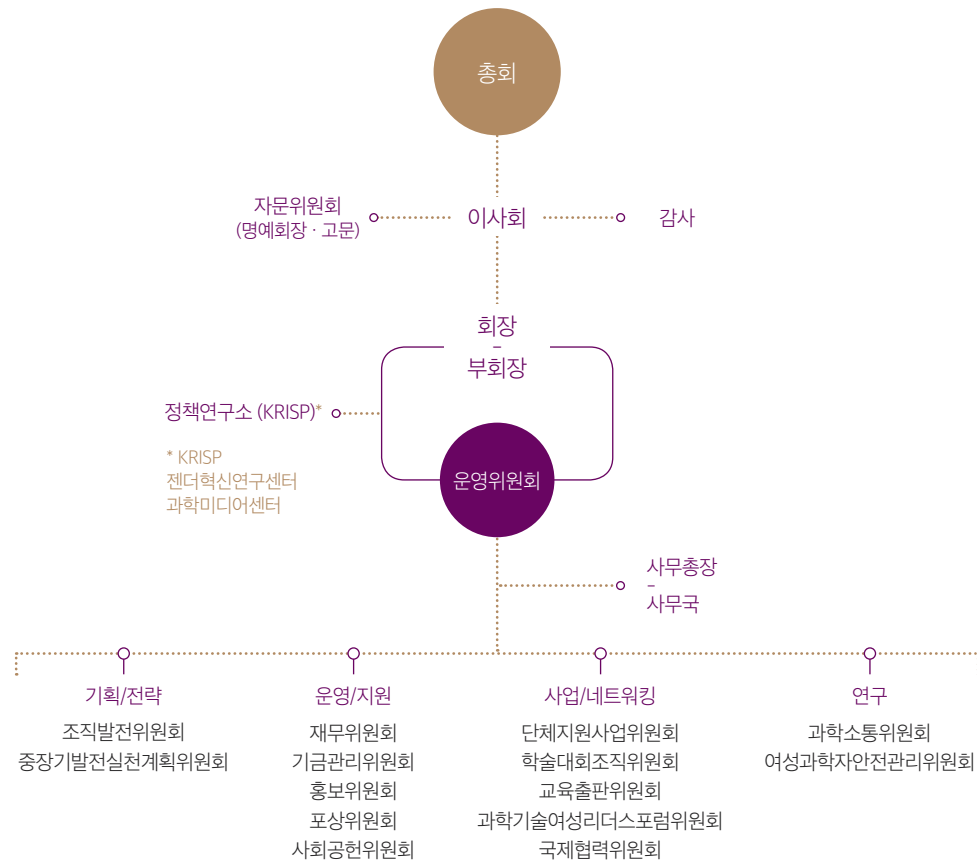 총회
자문위원회
(명예회장 · 고문)
이사회
감사
회장
–
부회장
정책연구소 (KRISP)*
* KRISP
젠더혁신연구센터
과학미디어센터
운영위원회
사무총장
–
사무국
기획/전략
조직발전위원회
중장기발전실천계획위원회
운영/지원
재무위원회
기금관리위원회
홍보위원회
포상위원회
사회공헌위원회
사업/네트워킹
단체지원사업위원회
학술대회조직위원회
교육출판위원회
과학기술여성리더스포럼위원회
국제협력위원회
연구
과학소통위원회
여성과학자안전관리위원회